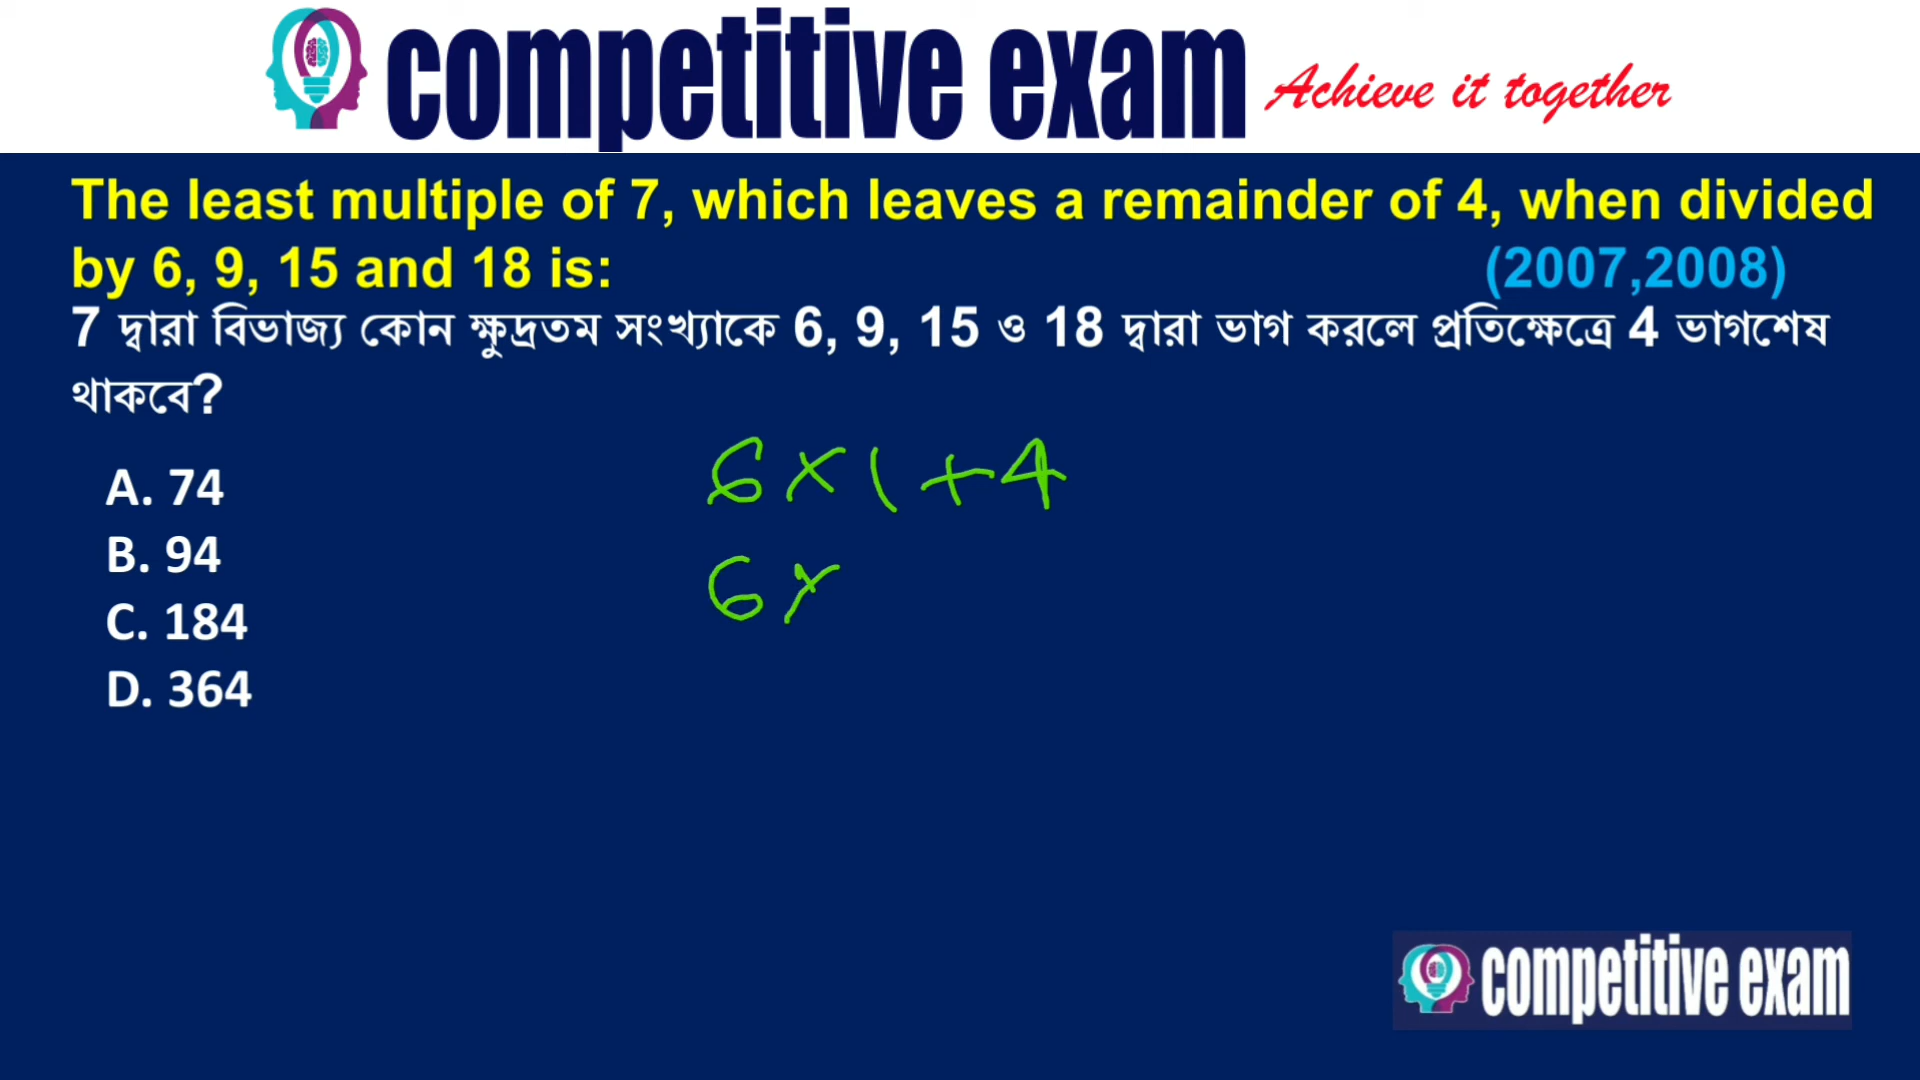 competitive exam Achieve it together
The least multiple of 7, which leaves a remainder of 4, when divided
by 6, 9, 15 and 18 is: (2007,2008)
7 দ্বারা বিভাজ্য কোন ক্ষুদ্রতম সংখ্যাকে 6, 9, 15 ও 18 দ্বারা ভাগ করলে প্রতিক্ষেত্রে 4 ভাগশেষ
থাকবে?
A. 74
B. 94
C. 184
D. 364
6 × 1 + 4
6 ×
competitive exam